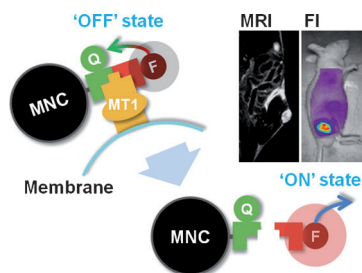 'OFF' state
MRI FI
Q
F
MNC
MT1
Membrane
'ON' state
Q
MNC
F